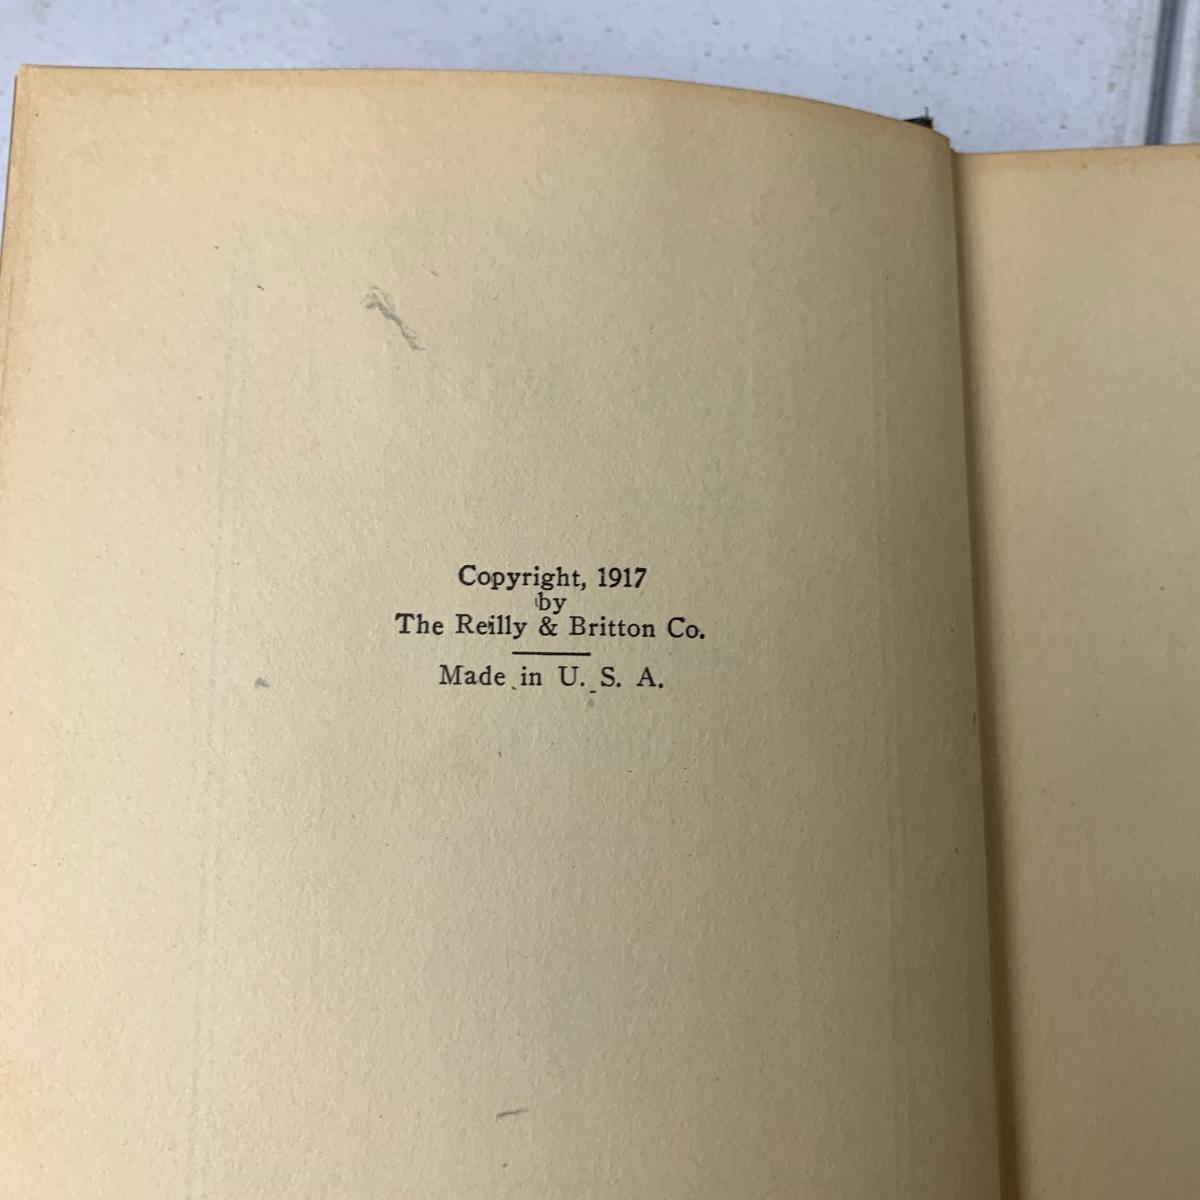 Copyright, 1917
by
The Reilly & Britton Co.
Made in U. S. A.